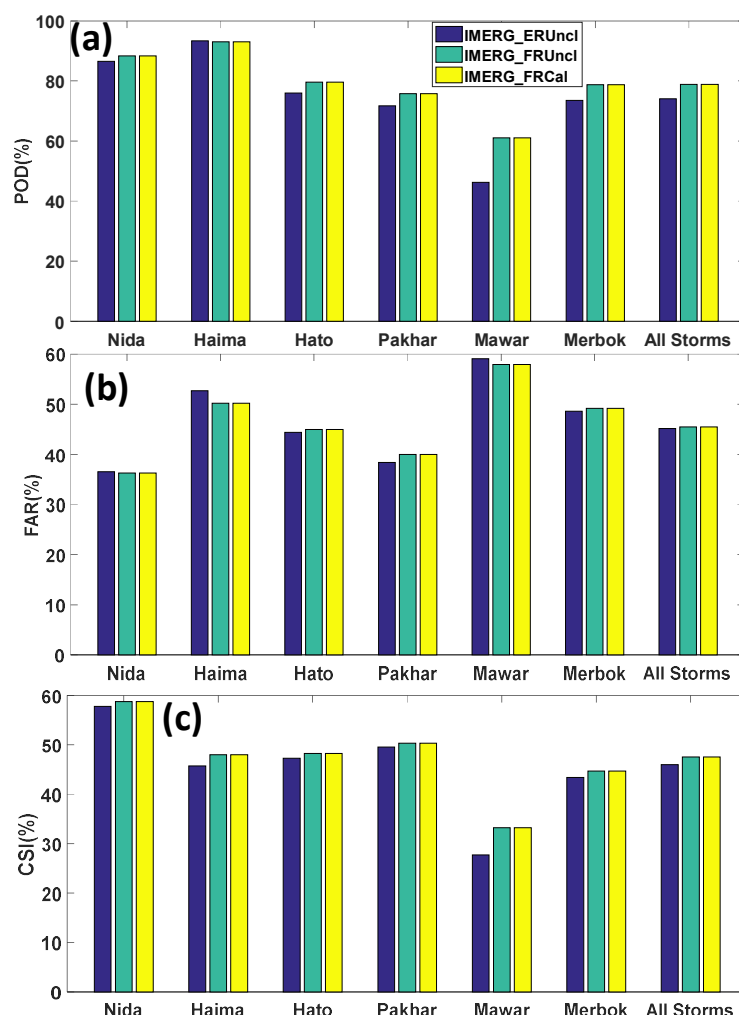 (a)
IMERG_ERUncl
IMERG_FRUncl
IMERG_FRCal
100
80
60
40
20
0
POD(%)
Nida Haima Hato Pakhar Mawar Merbok All Storms
(b)
60
50
40
30
20
10
0
FAR(%)
Nida Haima Hato Pakhar Mawar Merbok All Storms
(c)
60
50
40
30
20
10
0
CSI(%)
Nida Haima Hato Pakhar Mawar Merbok All Storms